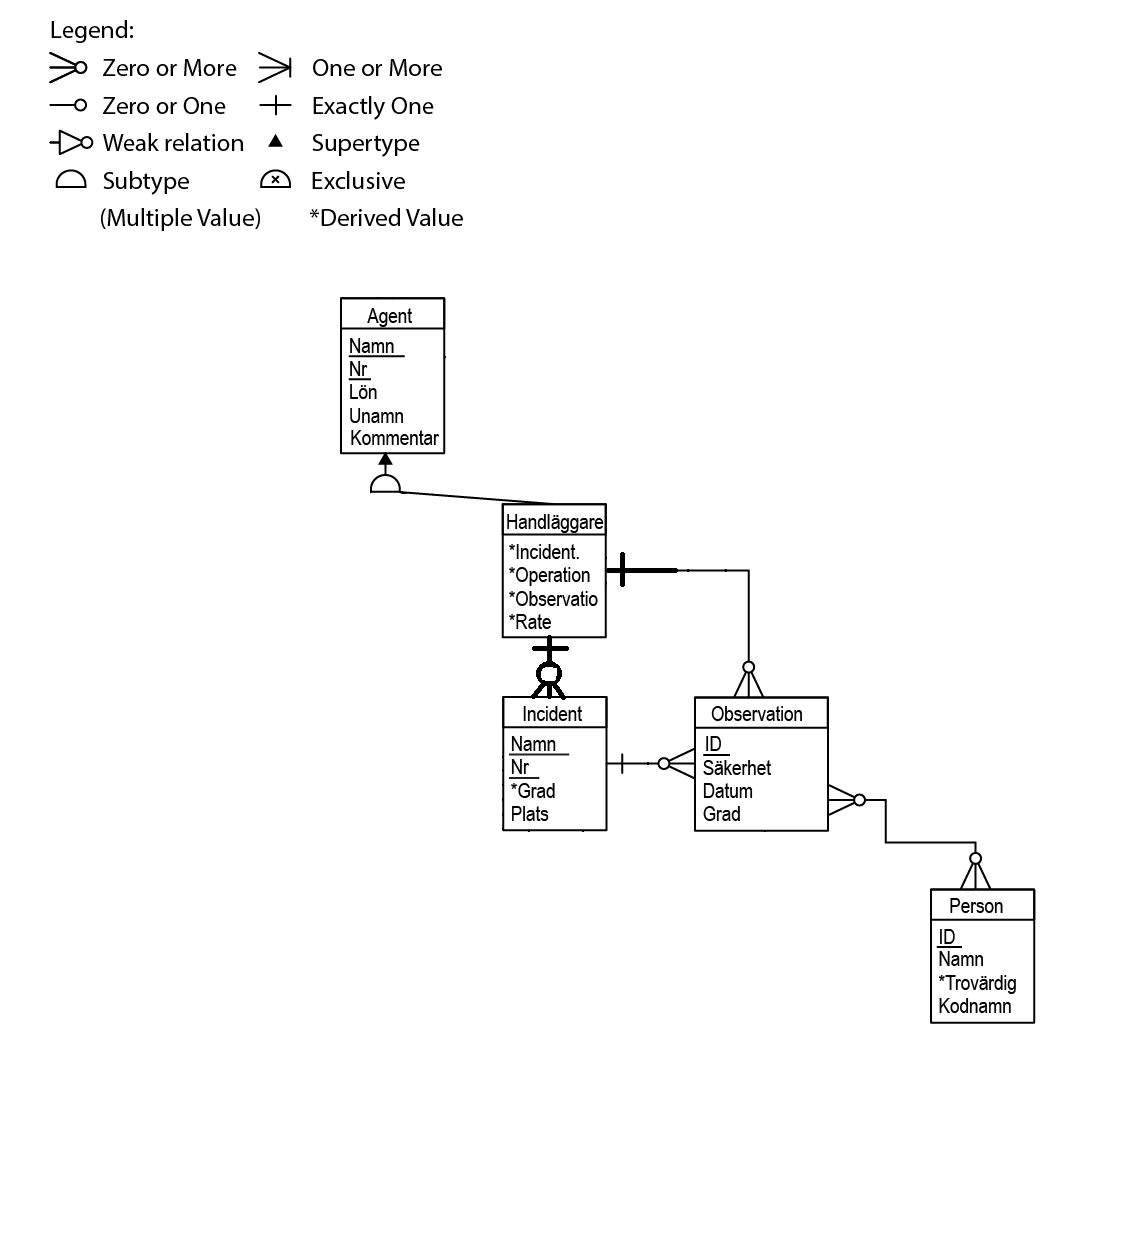 Legend:
Zero or More One or More
Zero or One Exactly One
Weak relation Supertype
Subtype Exclusive
(Multiple Value) *Derived Value
Agent
Namn
Nr
Lön
Unamn
Kommentar
Handläggare
*Incident.
*Operation
*Observatio
*Rate
Incident
Namn
Nr
*Grad
Plats
Observation
ID
Säkerhet
Datum
Grad
Person
ID
Namn
*Trovärdig
Kodnamn